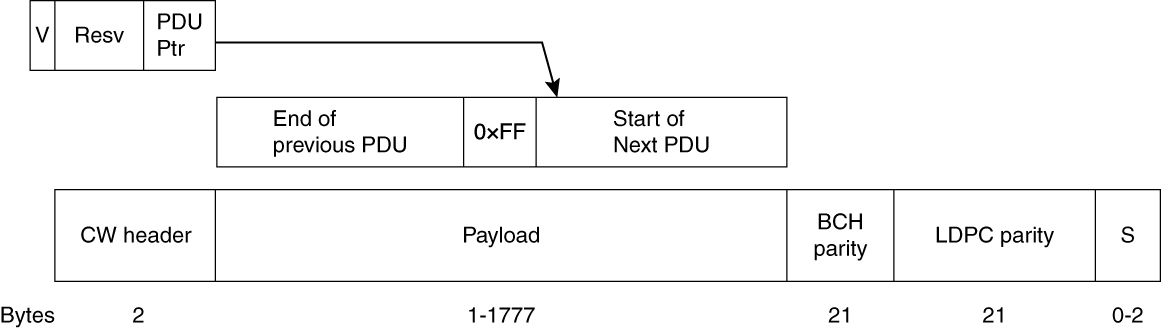 V Resv PDU
Ptr
End of
previous PDU
0×FF
Start of
Next PDU
CW header
Payload
BCH
parity
LDPC parity
S
Bytes 2 1-1777 21 21 0-2